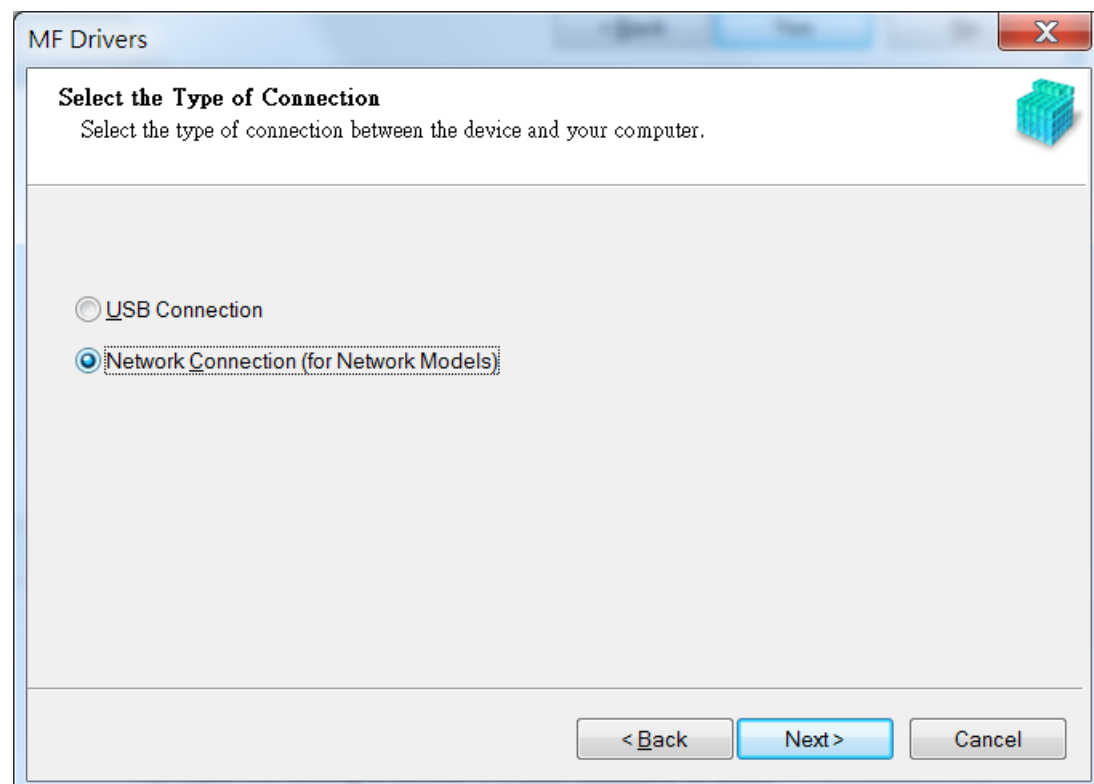 MF Drivers
Select the Type of Connection
Select the type of connection between the device and your computer.
USB Connection
Network Connection (for Network Models)
< Back
Next >
Cancel